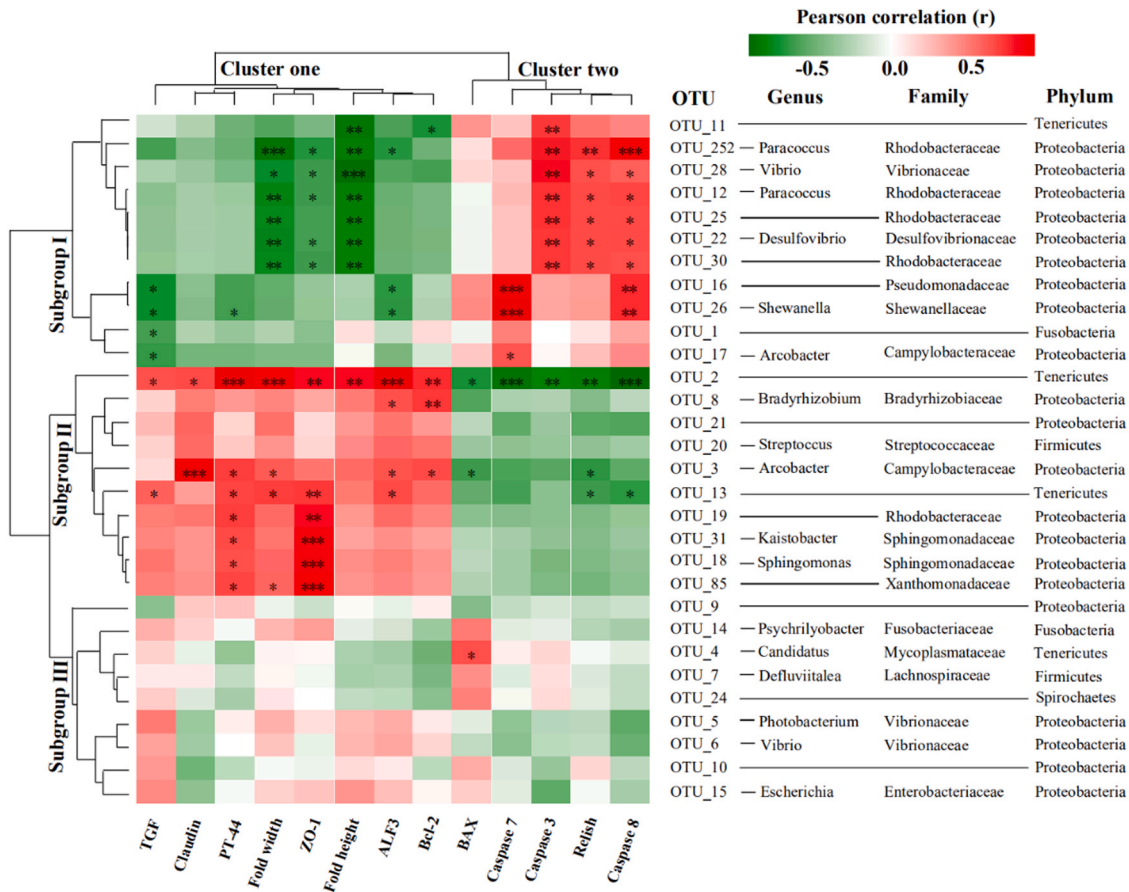 Pearson correlation (r)
-0.5 0.0 0.5
Cluster one Cluster two
OTU Genus Family Phylum
OTU_11 Tenericutes
** * **
OTU_252 Paracoccus Rhodobacteraceae Proteobacteria
*** * ** * ** ** ***
OTU_28 Vibrio Vibrionaceae Proteobacteria
* * *** ** * *
OTU_12 Paracoccus Rhodobacteraceae Proteobacteria
** * ** ** * *
OTU_25 Rhodobacteraceae Proteobacteria
** ** ** * *
OTU_22 Desulfovibrio Desulfovibrionaceae Proteobacteria
** * ** ** * *
OTU_30 Rhodobacteraceae Proteobacteria
** * ** ** * *
OTU_16 Pseudomonadaceae Proteobacteria
* * *** **
OTU_26 Shewanella Shewanellaceae Proteobacteria
* * * *** **
OTU_1 Fusobacteria
*
OTU_17 Arcobacter Campylobacteraceae Proteobacteria
* *
OTU_2 Tenericutes
* * *** *** ** ** *** ** * *** ** ** ***
OTU_8 Bradyrhizobium Bradyrhizobiaceae Proteobacteria
* **
OTU_21 Proteobacteria
OTU_20 Streptoccus Streptococcaceae Firmicutes
OTU_3 Arcobacter Campylobacteraceae Proteobacteria
*** * * * * * *
OTU_13 Tenericutes
* * * ** * * *
OTU_19 Rhodobacteraceae Proteobacteria
* **
OTU_31 Kaistobacter Sphingomonadaceae Proteobacteria
* ***
OTU_18 Sphingomonas Sphingomonadaceae Proteobacteria
* ***
OTU_85 Xanthomonadaceae Proteobacteria
* * ***
OTU_9 Proteobacteria
OTU_14 Psychrilyobacter Fusobacteriaceae Fusobacteria
OTU_4 Candidatus Mycoplasmataceae Tenericutes
*
OTU_7 Defluviitalea Lachnospiraceae Firmicutes
OTU_24 Spirochaetes
OTU_5 Photobacterium Vibrionaceae Proteobacteria
OTU_6 Vibrio Vibrionaceae Proteobacteria
OTU_10 Proteobacteria
OTU_15 Escherichia Enterobacteriaceae Proteobacteria
Subgroup I
Subgroup II
Subgroup III
TGF
Claudin
PT-44
Fold width
ZO-1
Fold height
ALF3
Bcl-2
BAX
Caspase 7
Caspase 3
Relish
Caspase 8